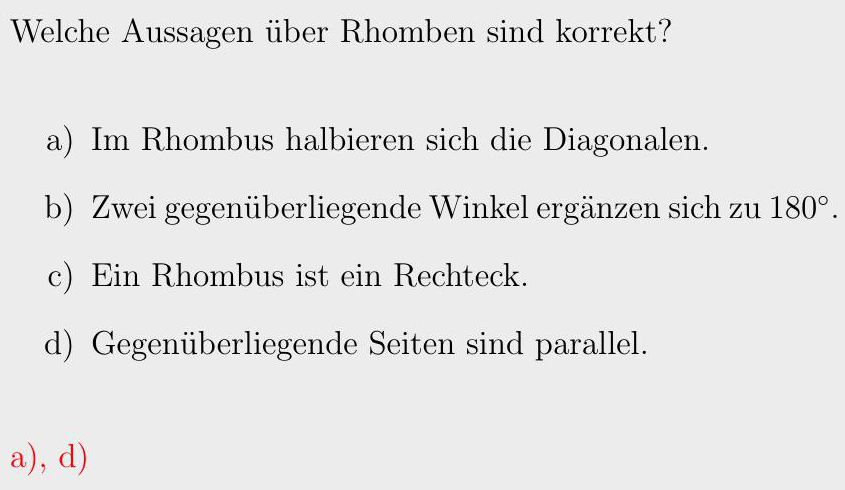 Welche Aussagen über Rhomben sind korrekt?
a) Im Rhombus halbieren sich die Diagonalen.
b) Zwei gegenüberliegende Winkel ergänzen sich zu 180°.
c) Ein Rhombus ist ein Rechteck.
d) Gegenüberliegende Seiten sind parallel.
a), d)